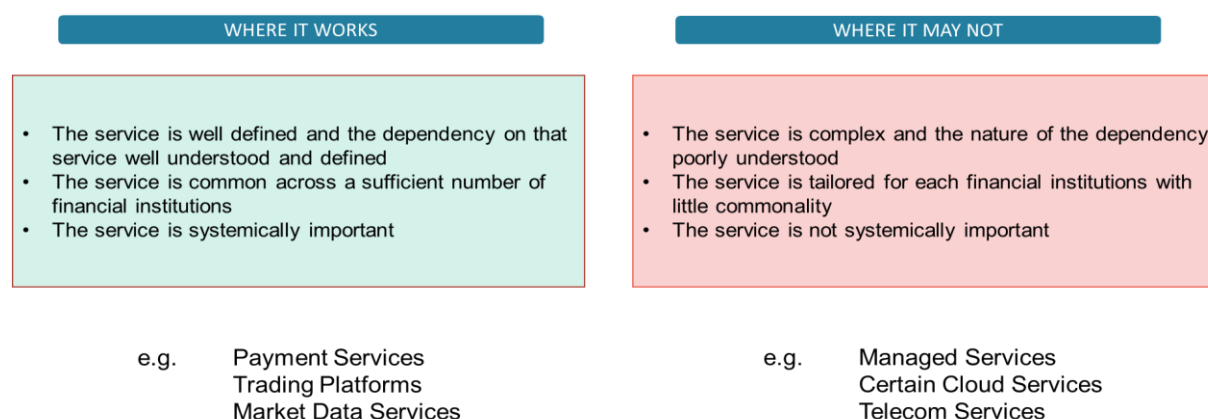 WHERE IT WORKS
• The service is well defined and the dependency on that
service well understood and defined
• The service is common across a sufficient number of
financial institutions
• The service is systemically important
e.g. Payment Services
Trading Platforms
Market Data Services
WHERE IT MAY NOT
• The service is complex and the nature of the dependency
poorly understood
• The service is tailored for each financial institutions with
little commonality
• The service is not systemically important
e.g. Managed Services
Certain Cloud Services
Telecom Services